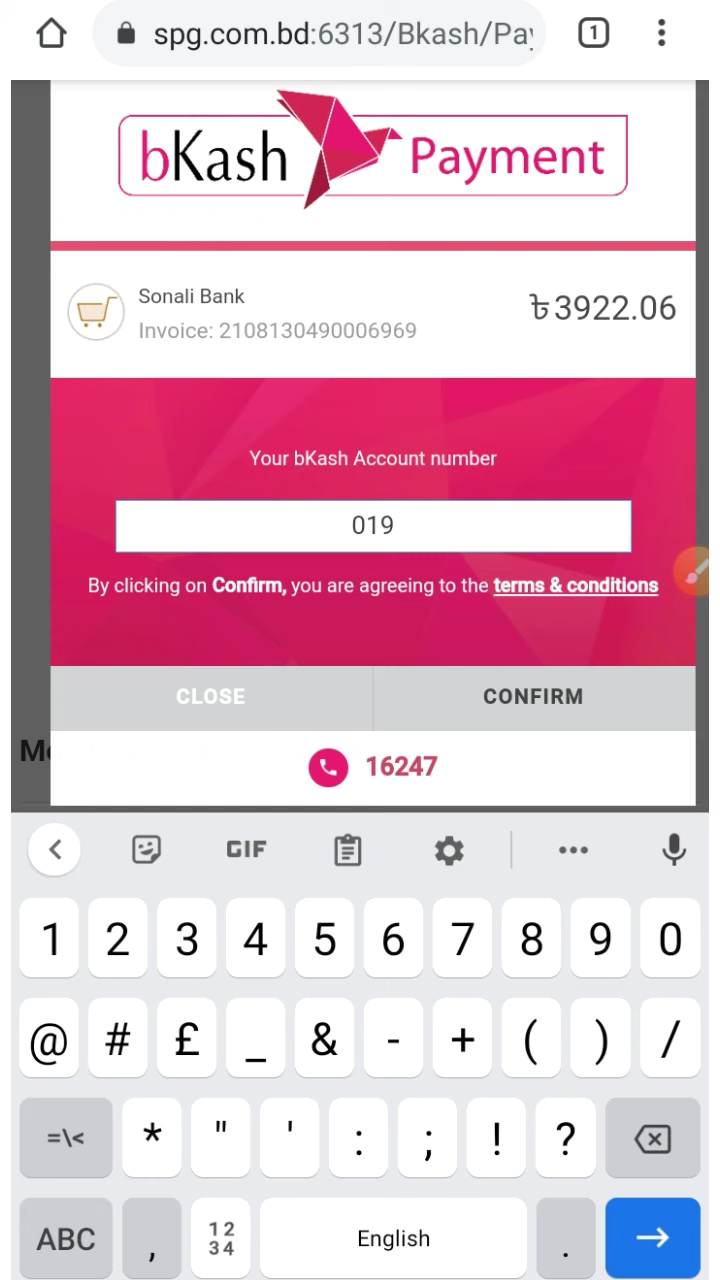 spg.com.bd:6313/Bkash/Pay
1
bKash Payment
Sonali Bank
৳3922.06
Invoice: 2108130490006969
Your bKash Account number
019
By clicking on Confirm, you are agreeing to the terms & conditions
CLOSE CONFIRM
16247
GIF
1 2 3 4 5 6 7 8 9 0
@ # £ _ & - + ( ) /
=\< * " ' : ; ! ?
ABC , 12 34 English .